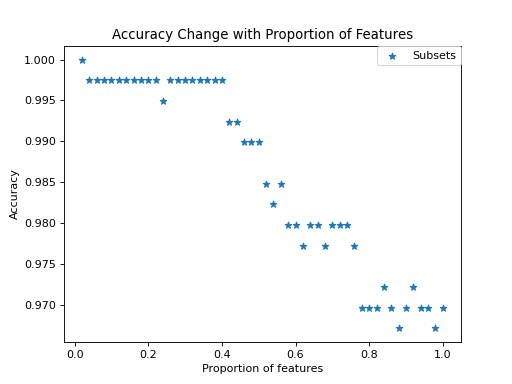 Accuracy Change with Proportion of Features
Subsets
1.000
0.995
0.990
0.985
0.980
0.975
0.970
Accuracy
0.0 0.2 0.4 0.6 0.8 1.0
Proportion of features